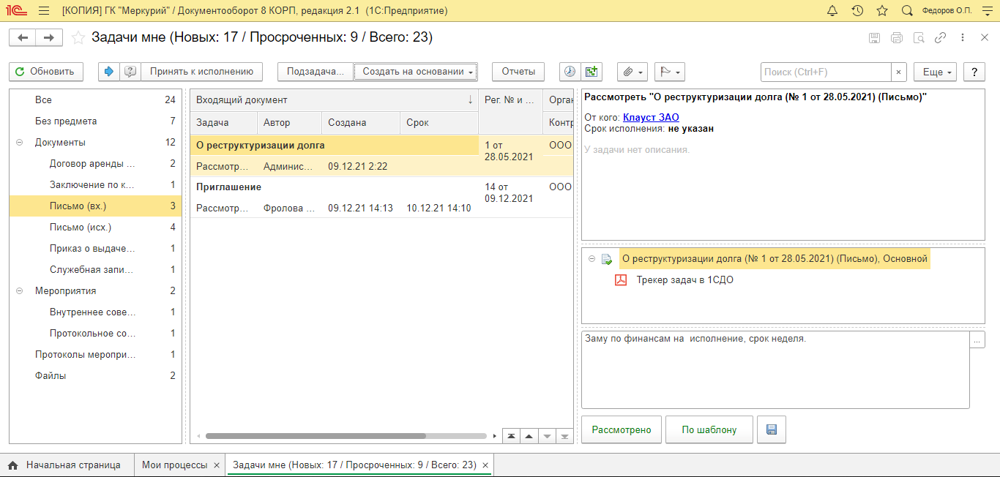 1С [КОПИЯ] ГК "Меркурий" / Документооборот 8 КОРП, редакция 2.1 (1С:Предприятие) Федоров О.П.
Задачи мне (Новых: 17 / Просроченных: 9 / Всего: 23)
Обновить Принять к исполнению Подзадача... Создать на основании Отчеты Поиск (Ctrl+F) × Еще ?
Все 24
Без предмета 7
Документы 12
Договор аренды ... 2
Заключение по к... 1
Письмо (вх.) 3
Письмо (исх.) 4
Приказ о выдаче... 1
Служебная запи... 1
Мероприятия 2
Внутреннее сове... 1
Протокольное со... 1
Протоколы меропри... 1
Файлы 2
Входящий документ ↓ Рег. № и ... Орган
Задача Автор Создана Срок Контр
О реструктуризации долга 1 от 28.05.2021 ООО
Рассмотр... Админис... 09.12.21 2:22
Приглашение 14 от 09.12.2021 ООО
Рассмотр... Фролова ... 09.12.21 14:13 10.12.21 14:10
Рассмотреть "О реструктуризации долга (№ 1 от 28.05.2021) (Письмо)"
От кого: Клауст ЗАО
Срок исполнения: не указан
У задачи нет описания.
О реструктуризации долга (№ 1 от 28.05.2021) (Письмо), Основной
Трекер задач в 1СДО
Заму по финансам на исполнение, срок неделя. ...
Рассмотрено По шаблону
Начальная страница Мои процессы × Задачи мне (Новых: 17 / Просроченных: 9 / Всего: 23) ×